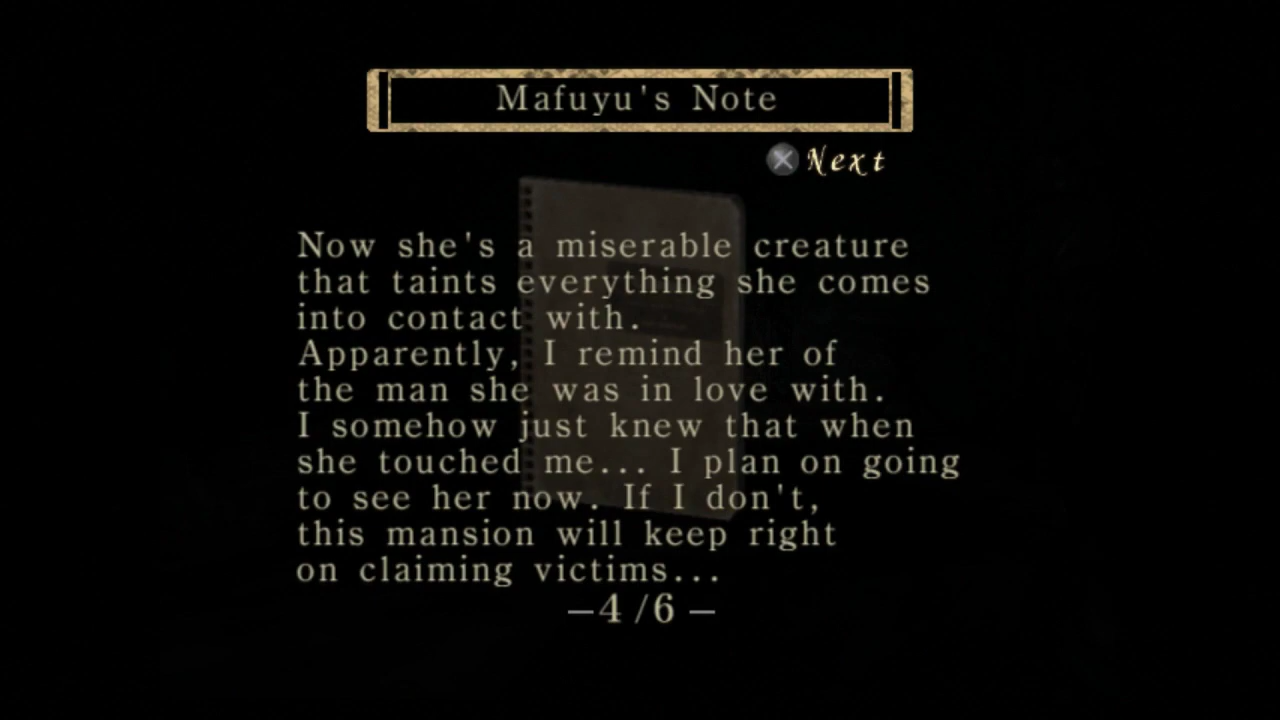 Mafuyu's Note
Next
Now she's a miserable creature
that taints everything she comes
into contact with.
Apparently, I remind her of
the man she was in love with.
I somehow just knew that when
she touched me... I plan on going
to see her now. If I don't,
this mansion will keep right
on claiming victims...
—4/6—